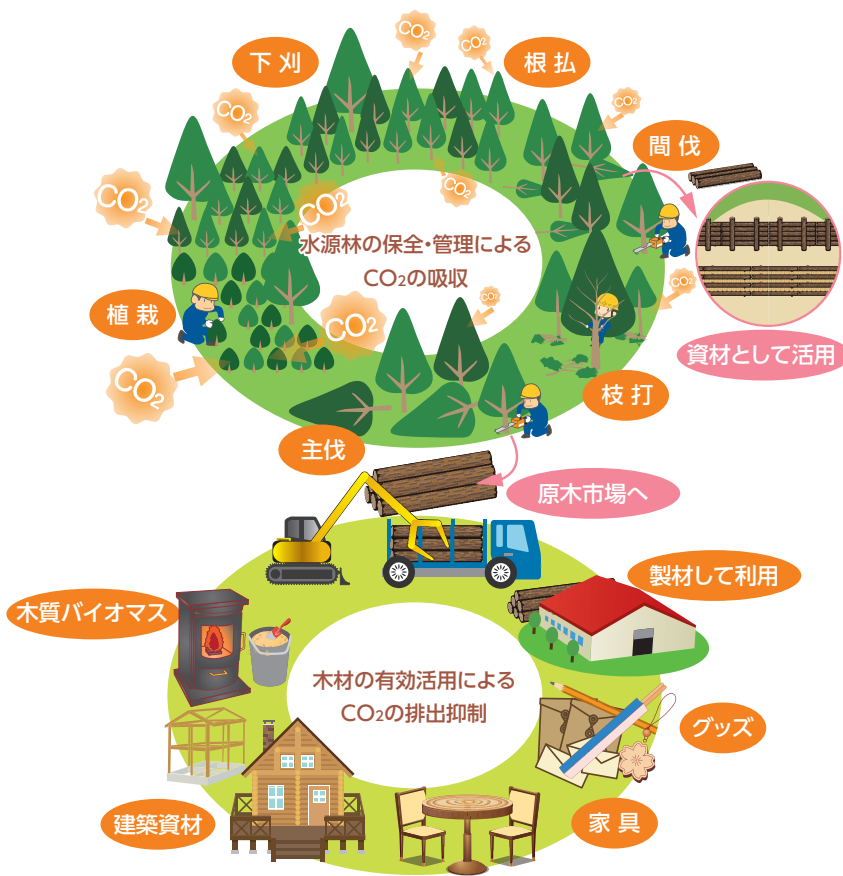 下刈
CO2
CO2
根払
CO2
間伐
CO2
CO2
CO2
CO2
水源林の保全・管理による
CO2の吸収
CO2
CO2
植栽
CO2
CO2
資材として活用
枝打
主伐
原木市場へ
製材して利用
木質バイオマス
木材の有効活用による
CO2の排出抑制
グッズ
建築資材
家具